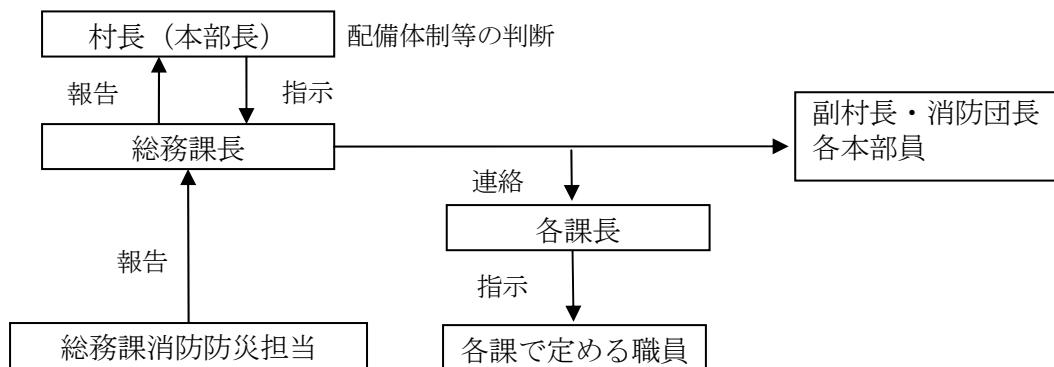 村長（本部長）
配備体制等の判断
報告
指示
総務課長
副村長・消防団長
各本部員
連絡
各課長
報告
指示
総務課消防防災担当
各課で定める職員